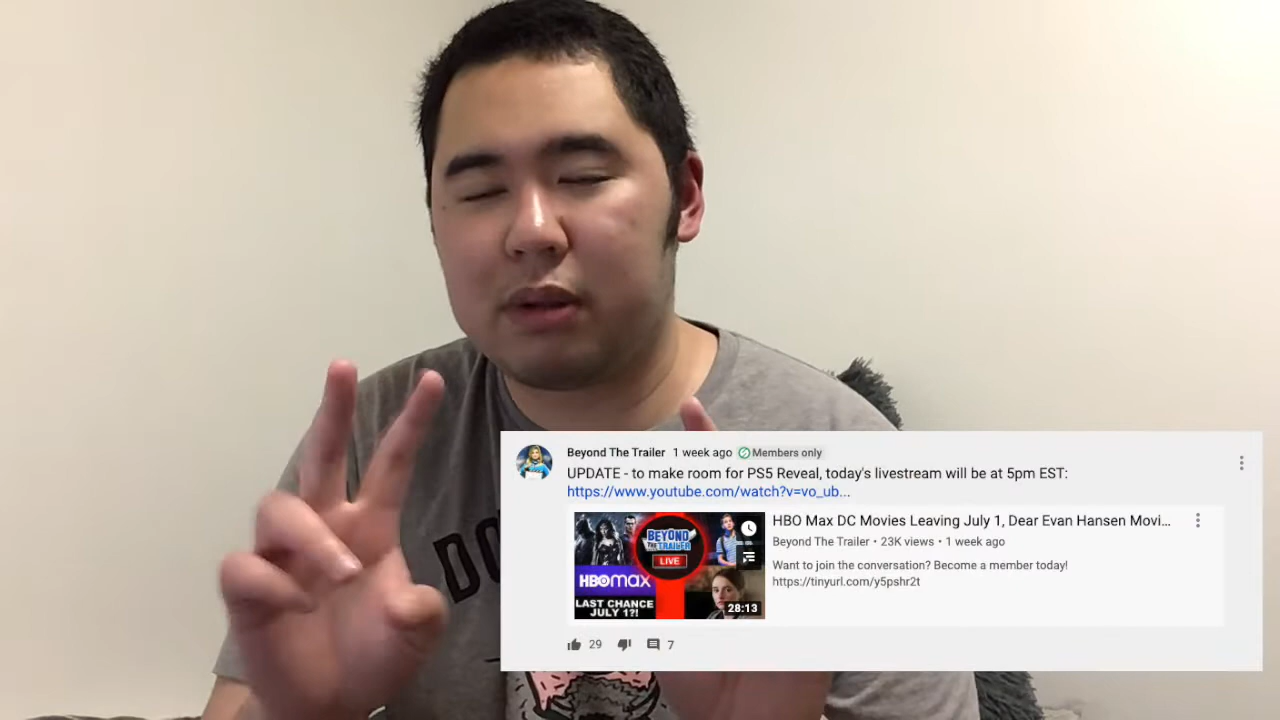 DO
Beyond The Trailer 1 week ago Members only
UPDATE - to make room for PS5 Reveal, today's livestream will be at 5pm EST:
https://www.youtube.com/watch?v=vo_ub...
HBO Max DC Movies Leaving July 1, Dear Evan Hansen Movi...
Beyond The Trailer • 23K views • 1 week ago
Want to join the conversation? Become a member today!
https://tinyurl.com/y5pshr2t
BEYOND
THE TRAILER
LIVE
HBOMAX
LAST CHANCE
JULY 1?!
28:13
29 7